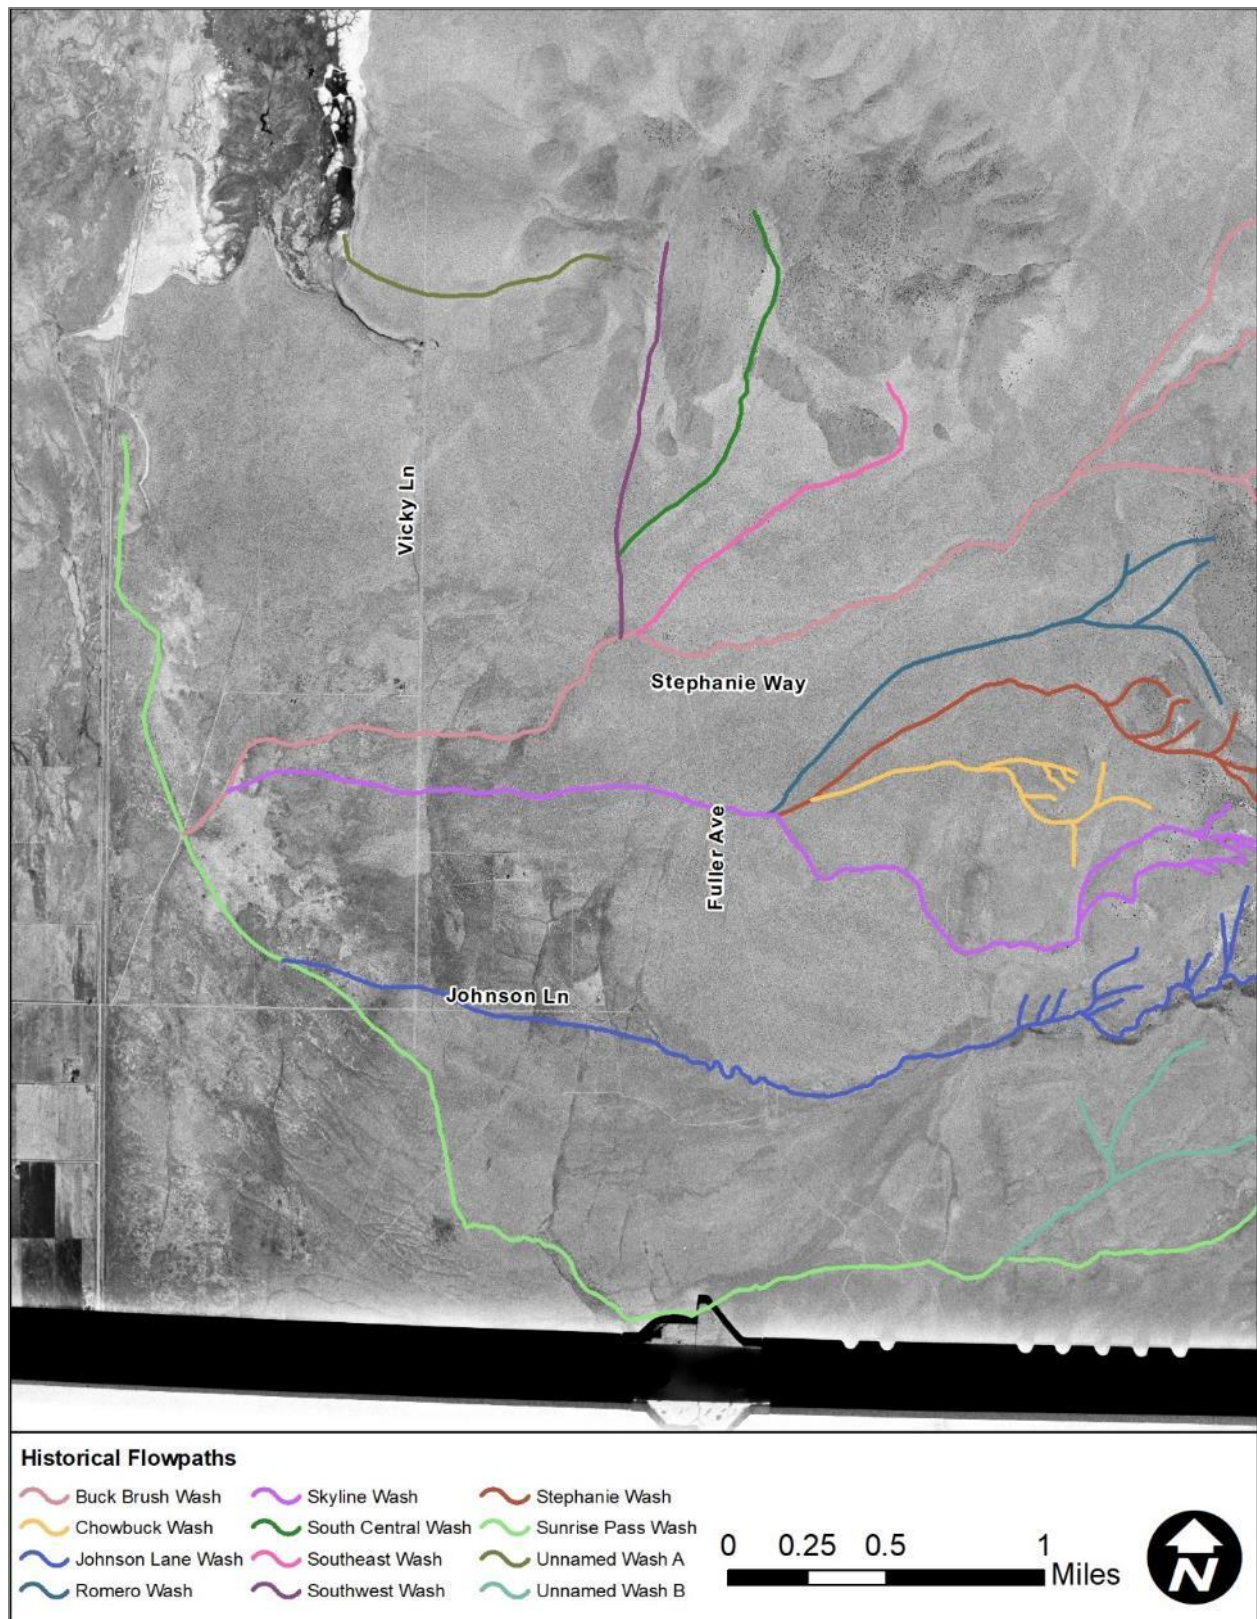 Vicky Ln
Stephanie Way
Fuller Ave
Johnson Ln
Historical Flowpaths
Buck Brush Wash
Skyline Wash
Stephanie Wash
Chowbuck Wash
South Central Wash
Sunrise Pass Wash
Johnson Lane Wash
Southeast Wash
Unnamed Wash A
Romero Wash
Southwest Wash
Unnamed Wash B
0 0.25 0.5 1
Miles
N